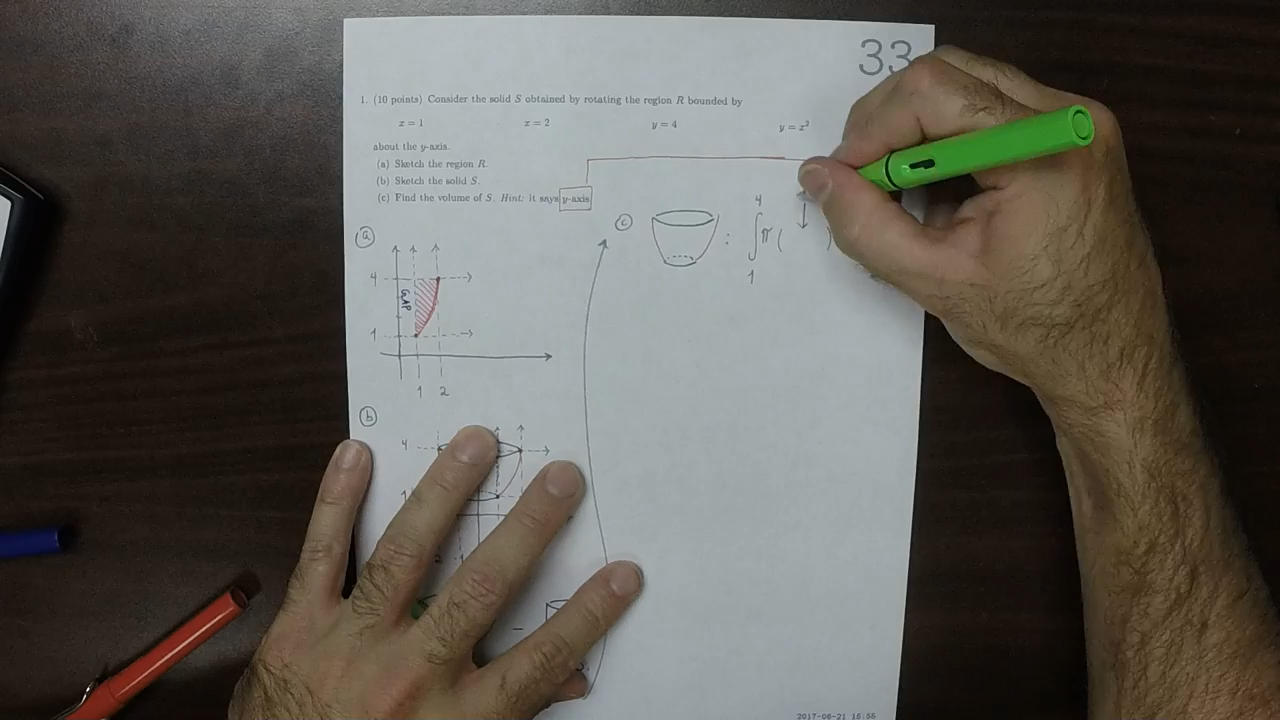 33
1. (10 points) Consider the solid S obtained by rotating the region R bounded by
x = 1 x = 2 y = 4 y = x²
about the y-axis.
(a) Sketch the region R.
(b) Sketch the solid S.
(c) Find the volume of S. Hint: it says y-axis
a
4
GAP
1
1 2
b
4
c
: ∫ π (
4
1
2017-06-21 15:55